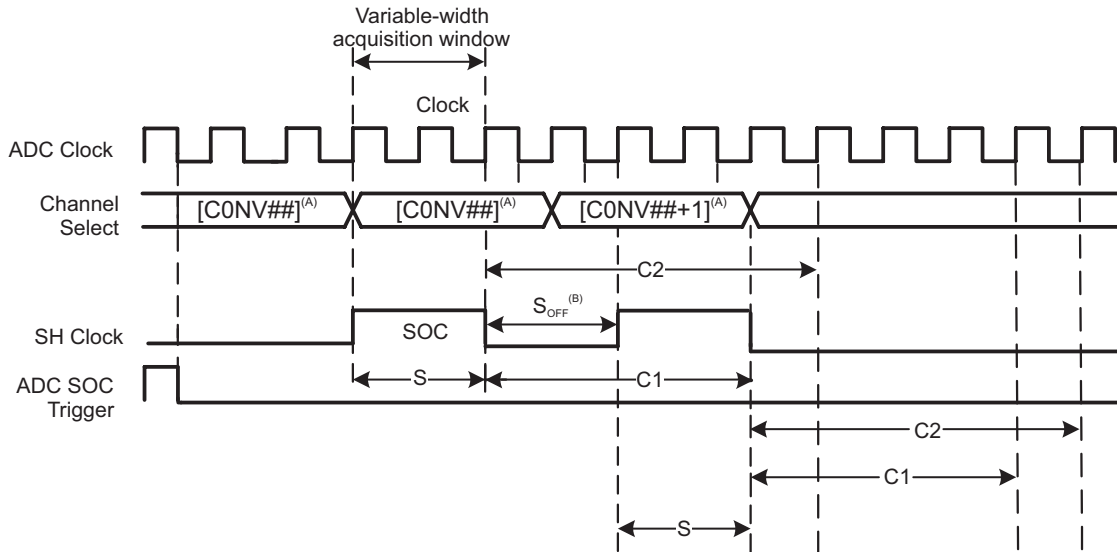 Variable-width
acquisition window
Clock
ADC Clock
Channel
Select
[C0NV##](A)
[C0NV##](A)
[C0NV##+1](A)
C2
SOFF(B)
SH Clock
SOC
S
C1
ADC SOC
Trigger
C2
C1
S